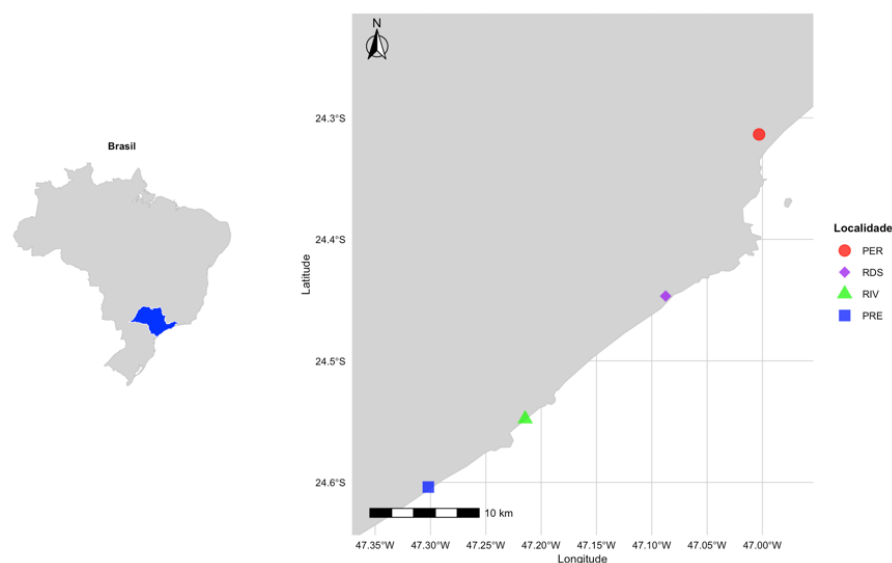 Brasil
N
24.3°S
24.4°S
24.5°S
24.6°S
Latitude
10 km
47.35°W 47.30°W 47.25°W 47.20°W 47.15°W 47.10°W 47.05°W 47.00°W
Longitude
Localidade
PER
RDS
RIV
PRE